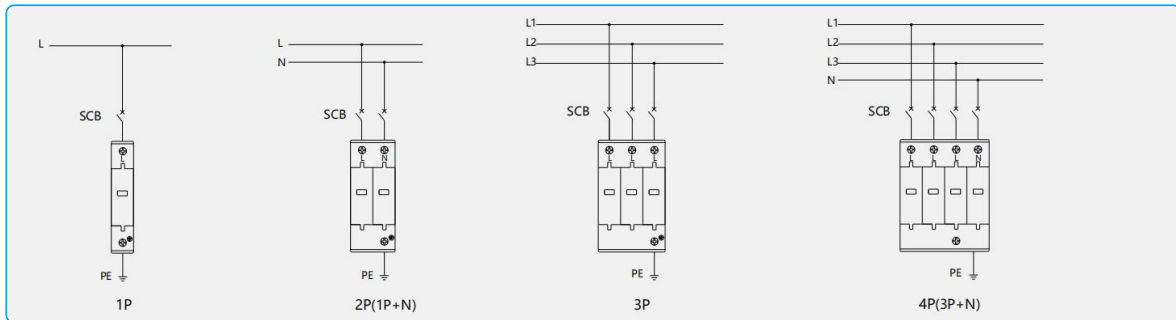 L
SCB
L
PE
1P
L
N
SCB
L N
PE
2P(1P+N)
L1
L2
L3
SCB
L L L
PE
3P
L1
L2
L3
N
SCB
L L L N
PE
4P(3P+N)